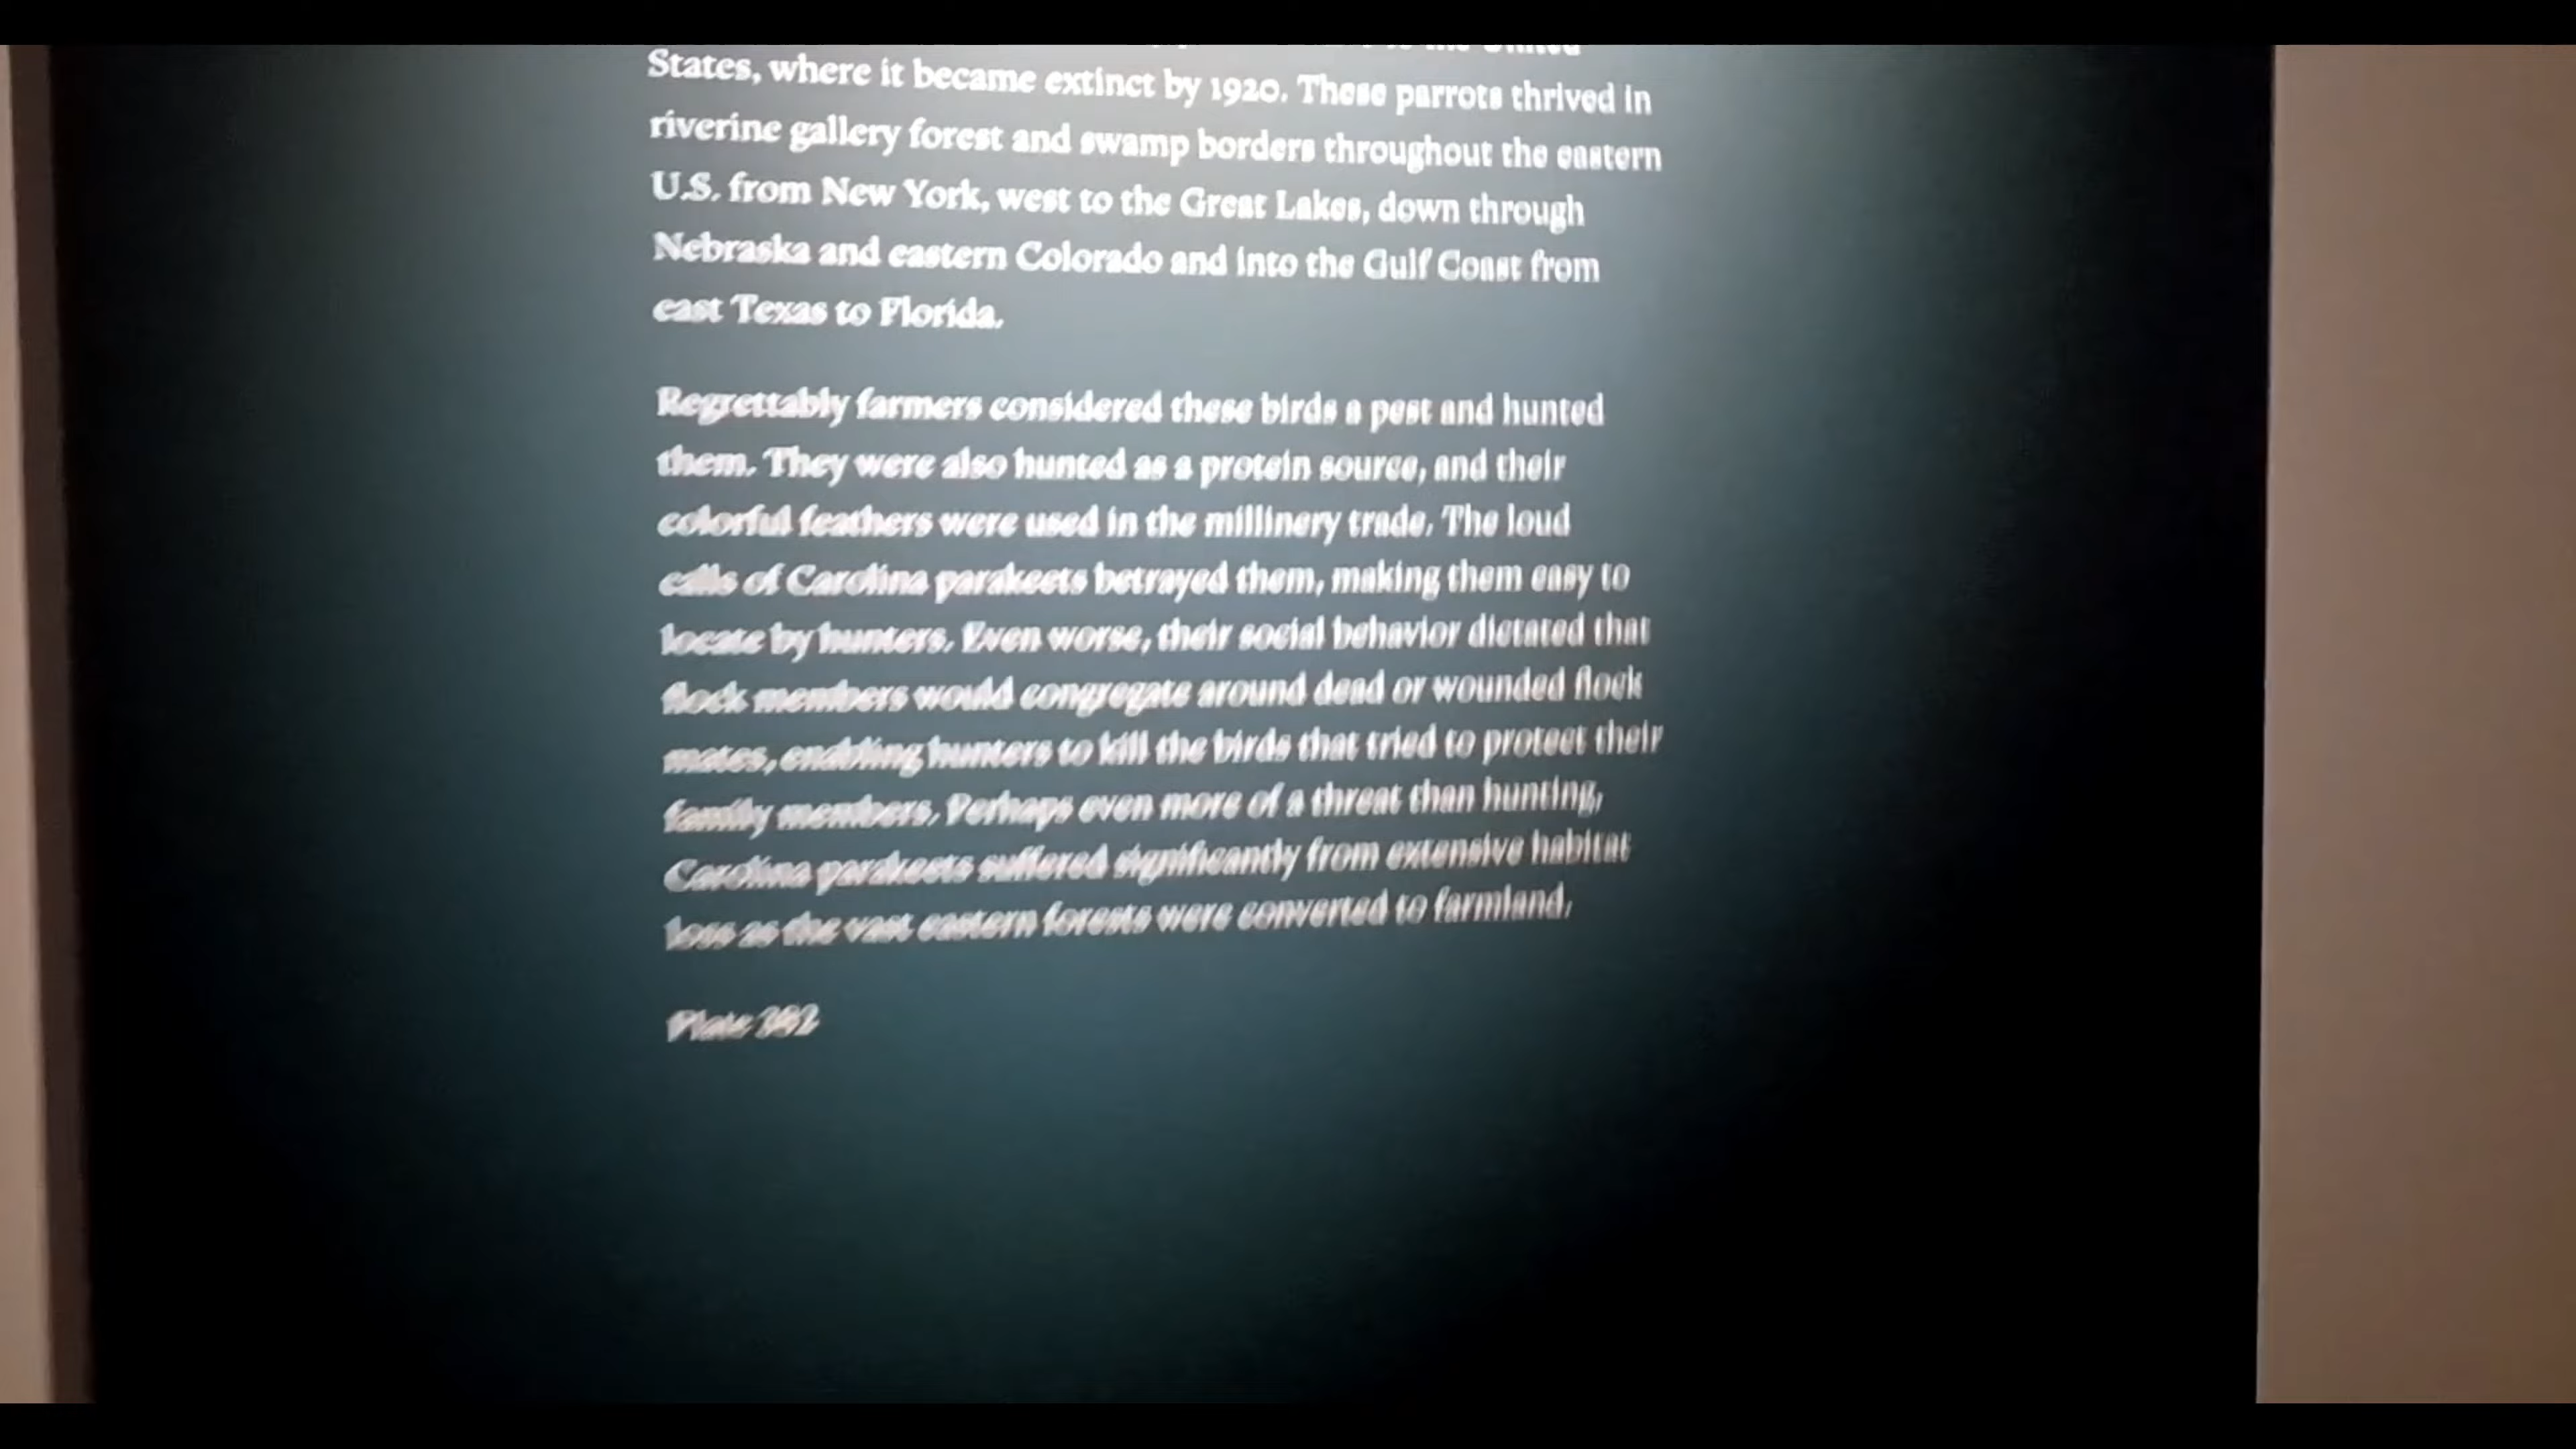 to the United
States, where it became extinct by 1920. These parrots thrived in
riverine gallery forest and swamp borders throughout the eastern
U.S. from New York, west to the Great Lakes, down through
Nebraska and eastern Colorado and into the Gulf Coast from
east Texas to Florida.
Regrettably farmers considered these birds a pest and hunted
them. They were also hunted as a protein source, and their
colorful feathers were used in the millinery trade. The loud
calls of Carolina parakeets betrayed them, making them easy to
locate by hunters. Even worse, their social behavior dictated that
flock members would congregate around dead or wounded flock
mates, enabling hunters to kill the birds that tried to protect their
family members. Perhaps even more of a threat than hunting,
Carolina parakeets suffered significantly from extensive habitat
loss as the vast eastern forests were converted to farmland.
Plate